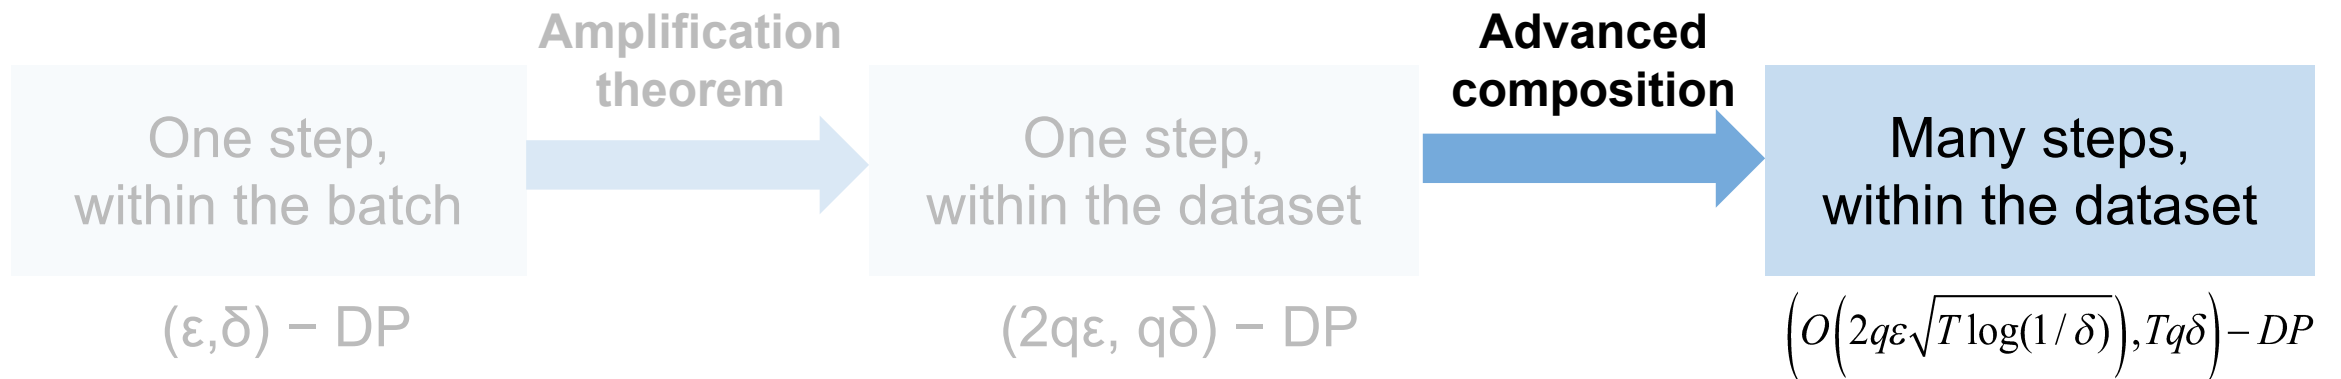 Amplification
theorem
Advanced
composition
One step,
within the batch
One step,
within the dataset
Many steps,
within the dataset
(ε,δ) − DP
(2qε, qδ) − DP
(O(2qε√T log(1/δ)),Tqδ)−DP